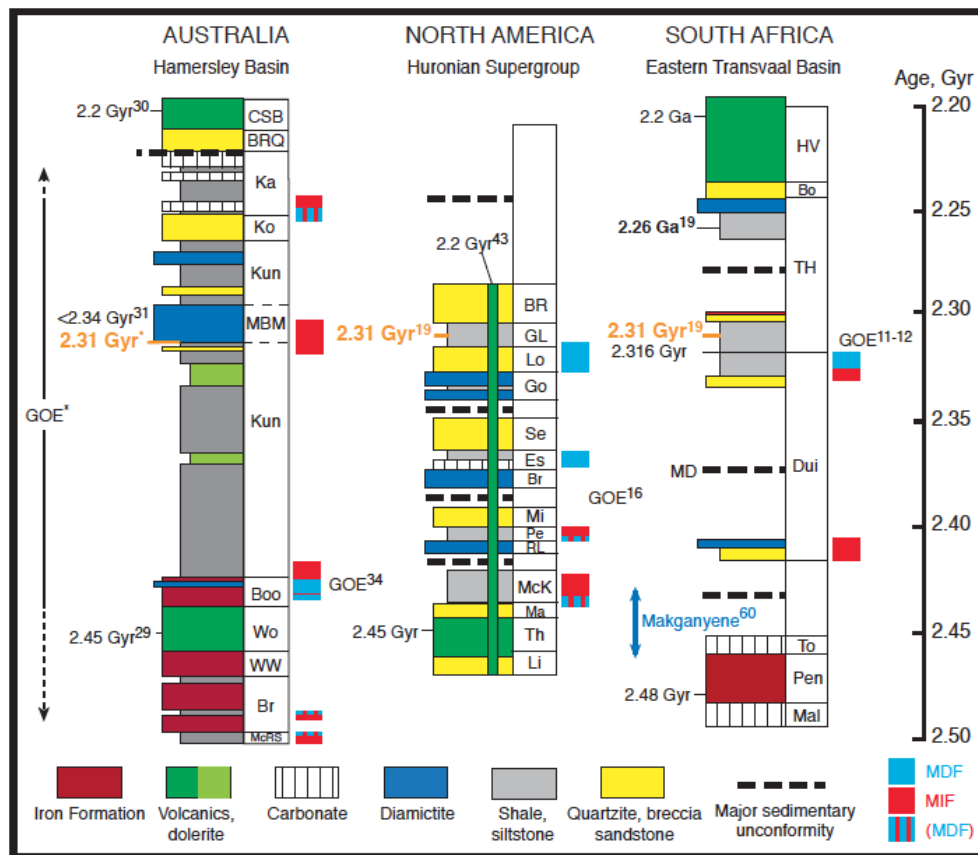 AUSTRALIA
Hamersley Basin
NORTH AMERICA
Huronian Supergroup
SOUTH AFRICA
Eastern Transvaal Basin
Age, Gyr
2.2 Gyr30
CSB
BRQ
Ka
Ko
Kun
<2.34 Gyr31
MBM
2.31 Gyr*
Kun
GOE*
Boo
GOE34
2.45 Gyr29
Wo
WW
Br
McRS
2.2 Gyr43
BR
2.31 Gyr19
GL
Lo
Go
Se
Es
Br
GOE16
Mi
Pe
RL
McK
Ma
2.45 Gyr
Th
Li
2.2 Ga
HV
Bo
2.26 Ga19
TH
2.31 Gyr19
GOE11-12
2.316 Gyr
MD
Dui
Makganyene60
To
Pen
2.48 Gyr
Mal
2.20
2.25
2.30
2.35
2.40
2.45
2.50
Iron Formation
Volcanics,
dolerite
Carbonate
Diamictite
Shale,
siltstone
Quartzite, breccia
sandstone
Major sedimentary
unconformity
MDF
MIF
(MDF)